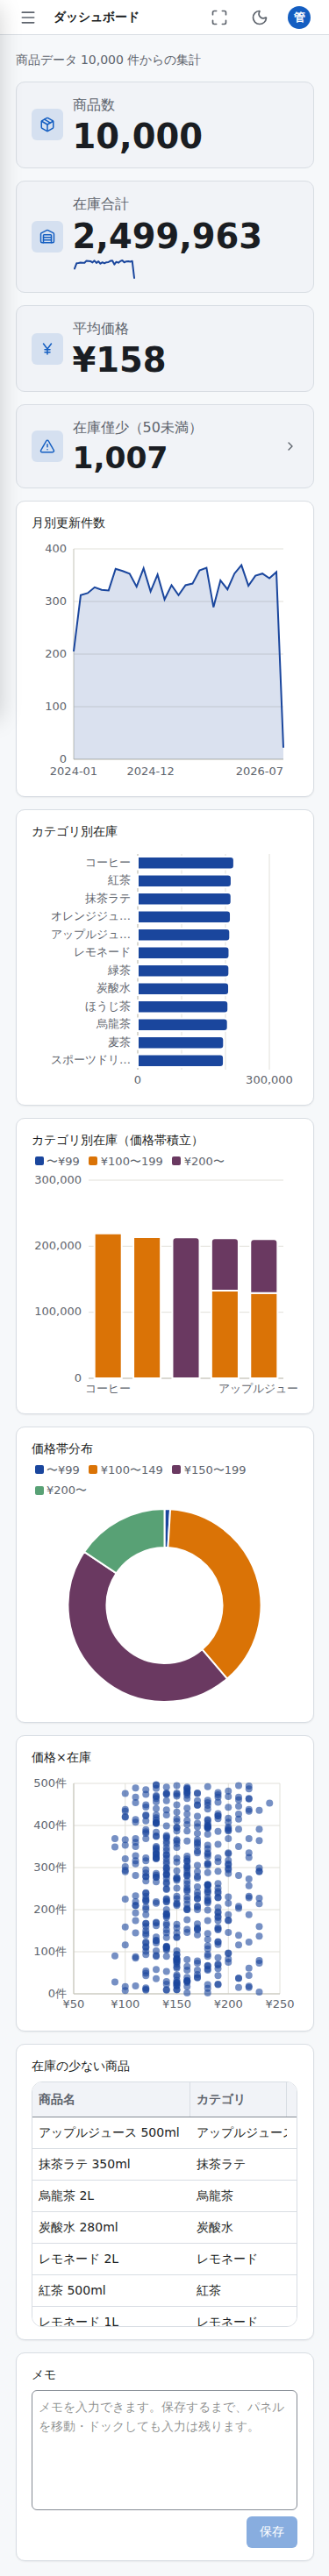 ダッシュボード
管
商品データ 10,000 件からの集計
商品数
10,000
在庫合計
2,499,963
平均価格
¥
¥158
在庫僅少（50未満）
1,007
月別更新件数
400
300
200
100
0
2024-01 2024-12 2026-07
カテゴリ別在庫
コーヒー
紅茶
抹茶ラテ
オレンジジュ…
アップルジュ…
レモネード
緑茶
炭酸水
ほうじ茶
烏龍茶
麦茶
スポーツドリ…
0 300,000
カテゴリ別在庫（価格帯積立）
〜¥99 ¥100〜199 ¥200〜
300,000
200,000
100,000
0
コーヒー アップルジュー
価格帯分布
〜¥99 ¥100〜149 ¥150〜199
¥200〜
価格×在庫
500件
400件
300件
200件
100件
0件
¥50 ¥100 ¥150 ¥200 ¥250
在庫の少ない商品
商品名 カテゴリ
アップルジュース 500ml アップルジュース
抹茶ラテ 350ml 抹茶ラテ
烏龍茶 2L 烏龍茶
炭酸水 280ml 炭酸水
レモネード 2L レモネード
紅茶 500ml 紅茶
レモネード 1L レモネード
メモ
メモを入力できます。保存するまで、パネル
を移動・ドックしても入力は残ります。
保存